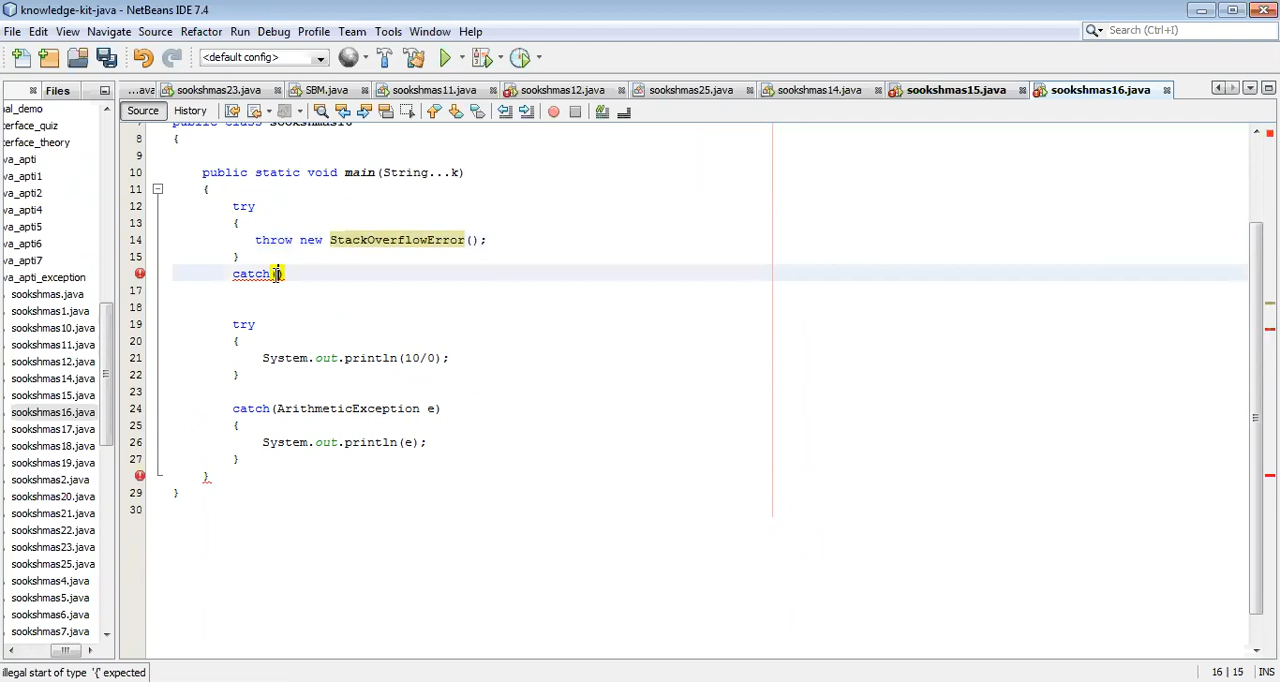 knowledge-kit-java - NetBeans IDE 7.4
File Edit View Navigate Source Refactor Run Debug Profile Team Tools Window Help
Search (Ctrl+I)
<default config>
Files
...ava
sookshmas23.java
SBM.java
sookshmas11.java
sookshmas12.java
sookshmas25.java
sookshmas14.java
sookshmas15.java
sookshmas16.java
Source
History
al_demo
terface_quiz
terface_theory
va_apti
va_apti1
va_apti2
va_apti4
va_apti5
va_apti6
va_apti7
va_apti_exception
sookshmas.java
sookshmas1.java
sookshmas10.java
sookshmas11.java
sookshmas12.java
sookshmas14.java
sookshmas15.java
sookshmas16.java
sookshmas17.java
sookshmas18.java
sookshmas19.java
sookshmas2.java
sookshmas20.java
sookshmas21.java
sookshmas22.java
sookshmas23.java
sookshmas25.java
sookshmas4.java
sookshmas5.java
sookshmas6.java
sookshmas7.java
public class sookshmas16
8 {
9
10 public static void main(String...k)
11 {
12 try
13 {
14 throw new StackOverflowError();
15 }
catch()
17
18
19 try
20 {
21 System.out.println(10/0);
22 }
23
24 catch(ArithmeticException e)
25 {
26 System.out.println(e);
27 }
}
29 }
30
illegal start of type '{' expected
16 | 15 INS